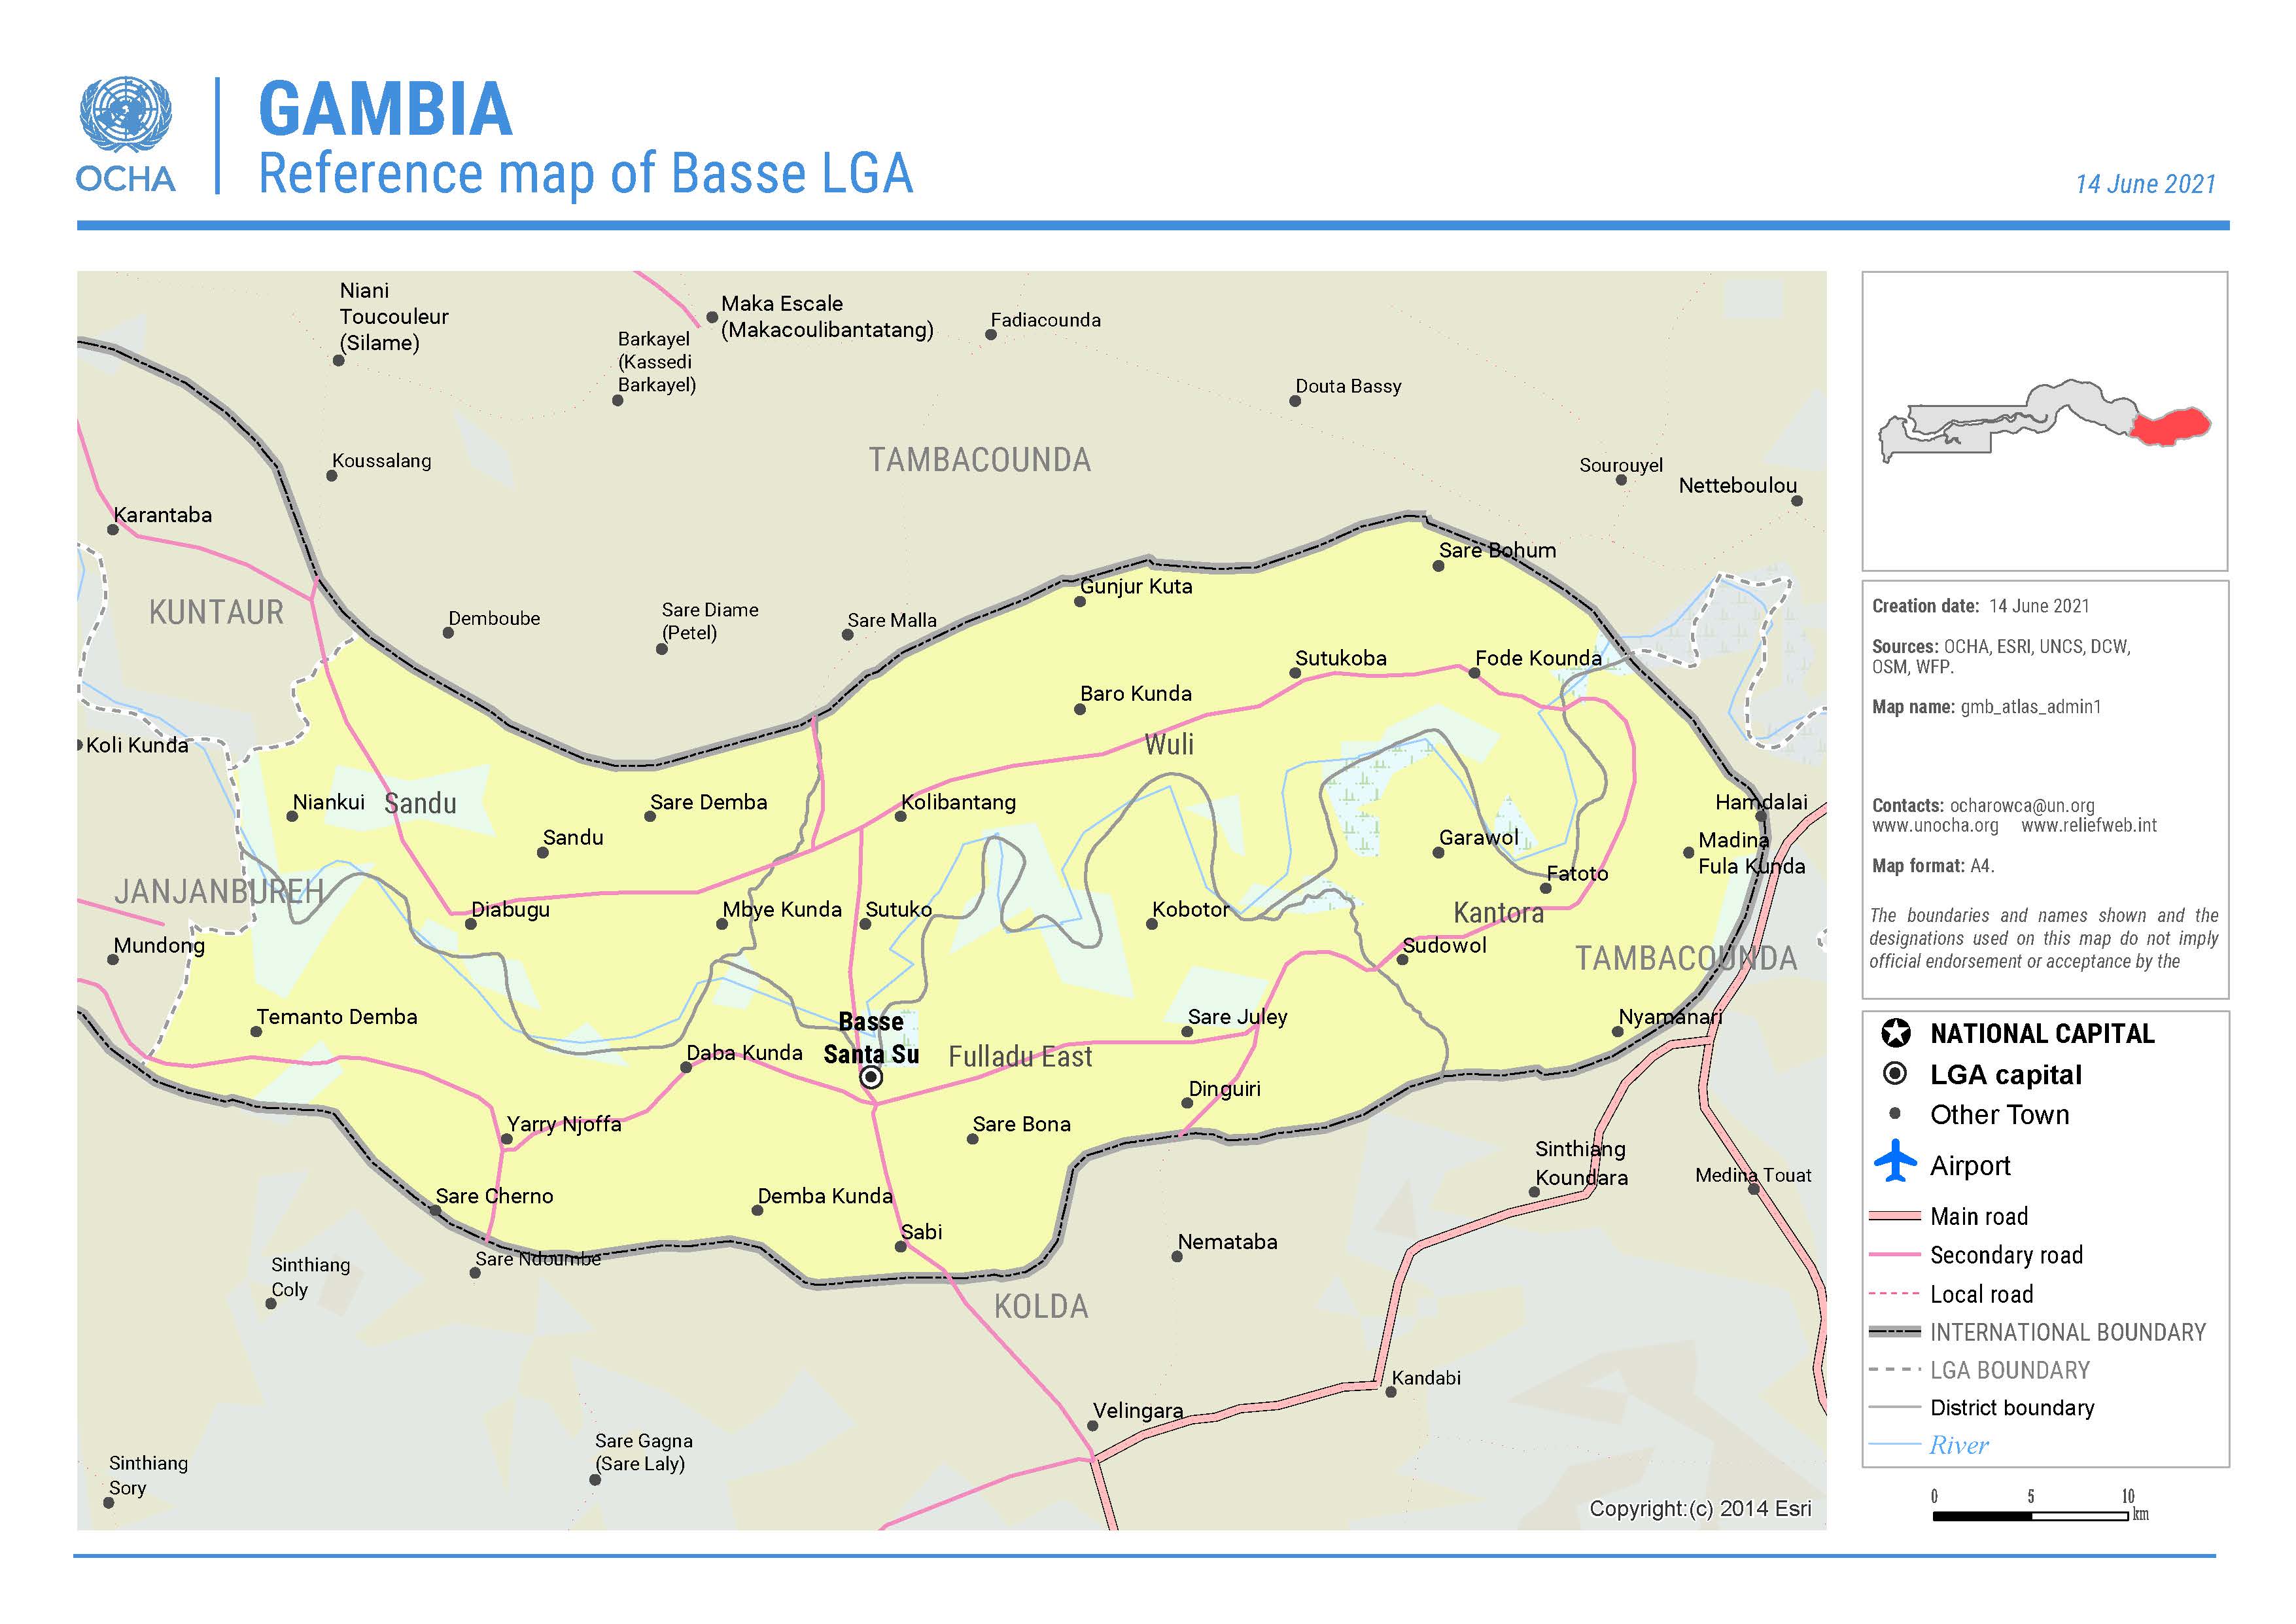 OCHA
GAMBIA
Reference map of Basse LGA
14 June 2021
Niani
Toucouleur
(Silame)
Maka Escale
(Makacoulibantatang)
Barkayel
(Kassedi
Barkayel)
Fadiacounda
Douta Bassy
TAMBACOUNDA
Koussalang
Sourouyel
Netteboulou
Karantaba
Sare Bohum
Gunjur Kuta
KUNTAUR
Demboube
Sare Diame
(Petel)
Sare Malla
Sutukoba
Fode Kounda
Baro Kunda
Wuli
Koli Kunda
Niankui
Sandu
Sare Demba
Kolibantang
Hamdalai
Sandu
Garawol
Madina
Fula Kunda
Fatoto
JANJANBUREH
Diabugu
Mbye Kunda
Sutuko
Kobotor
Kantora
Mundong
Sudowol
TAMBACOUNDA
Temanto Demba
Basse
Santa Su
Sare Juley
Nyamanari
Daba Kunda
Fulladu East
Dinguiri
Yarry Njoffa
Sare Bona
Sinthiang
Koundara
Medina Touat
Sare Cherno
Demba Kunda
Sabi
Nemataba
Sare Ndoumbe
Sinthiang
Coly
KOLDA
Kandabi
Velingara
Sare Gagna
(Sare Laly)
Sinthiang
Sory
Copyright:(c) 2014 Esri
Creation date: 14 June 2021
Sources: OCHA, ESRI, UNCS, DCW,
OSM, WFP.
Map name: gmb_atlas_admin1
Contacts: ocharowca@un.org
www.unocha.org www.reliefweb.int
Map format: A4.
The boundaries and names shown and the
designations used on this map do not imply
official endorsement or acceptance by the
NATIONAL CAPITAL
LGA capital
Other Town
Airport
Main road
Secondary road
Local road
INTERNATIONAL BOUNDARY
LGA BOUNDARY
District boundary
River
0 5 10
km